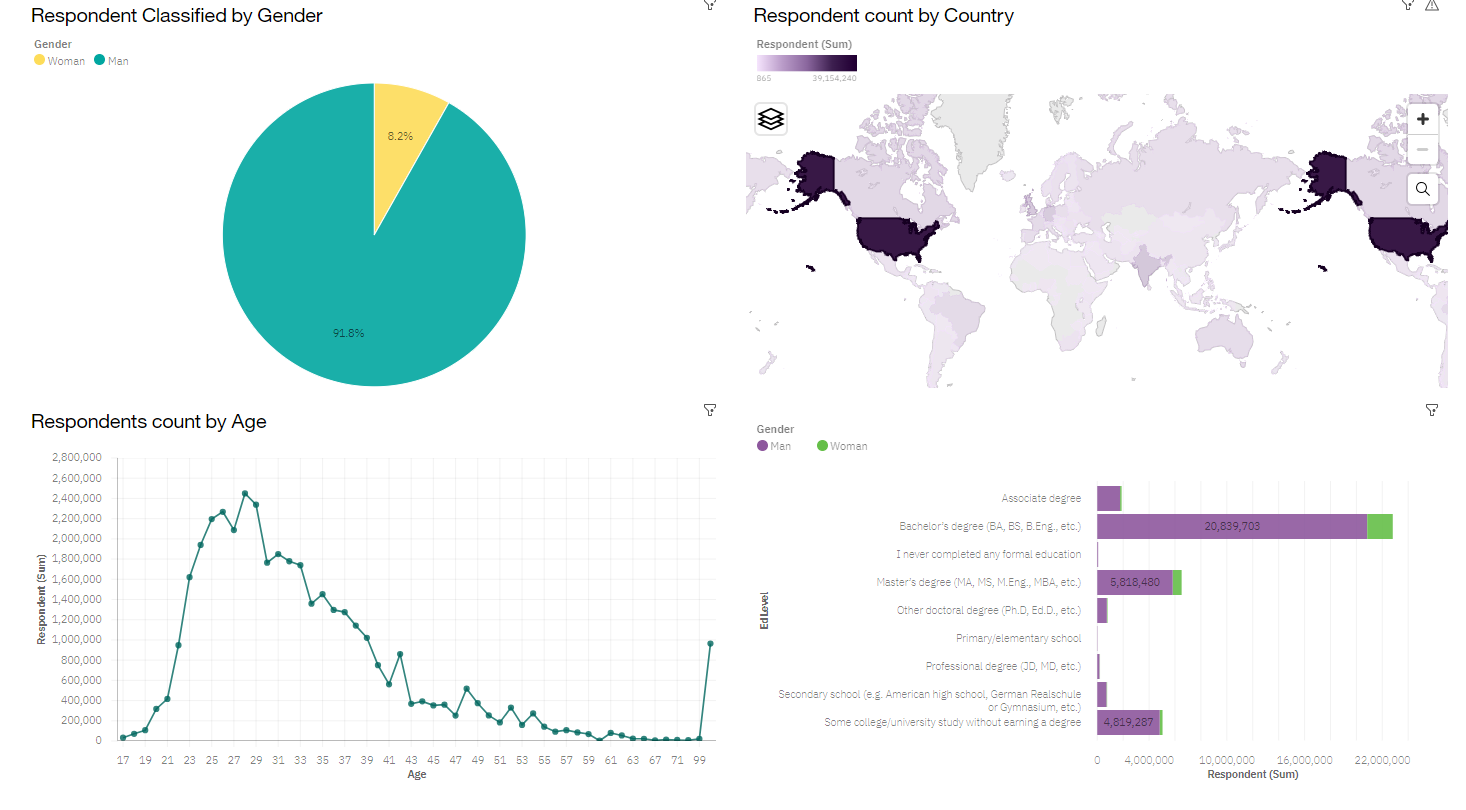 Respondent Classified by Gender
Gender
Woman Man
8.2%
91.8%
Respondent count by Country
Respondent (Sum)
865 39,154,240
Respondents count by Age
Respondent (Sum)
2,800,000
2,600,000
2,400,000
2,200,000
2,000,000
1,800,000
1,600,000
1,400,000
1,200,000
1,000,000
800,000
600,000
400,000
200,000
0
17 19 21 23 25 27 29 31 33 35 37 39 41 43 45 47 49 51 53 55 57 59 61 63 67 71 99
Age
Gender
Man Woman
EdLevel
Associate degree
Bachelor's degree (BA, BS, B.Eng., etc.) 20,839,703
I never completed any formal education
Master's degree (MA, MS, M.Eng., MBA, etc.) 5,818,480
Other doctoral degree (Ph.D, Ed.D., etc.)
Primary/elementary school
Professional degree (JD, MD, etc.)
Secondary school (e.g. American high school, German Realschule
or Gymnasium, etc.)
Some college/university study without earning a degree 4,819,287
0 4,000,000 10,000,000 16,000,000 22,000,000
Respondent (Sum)